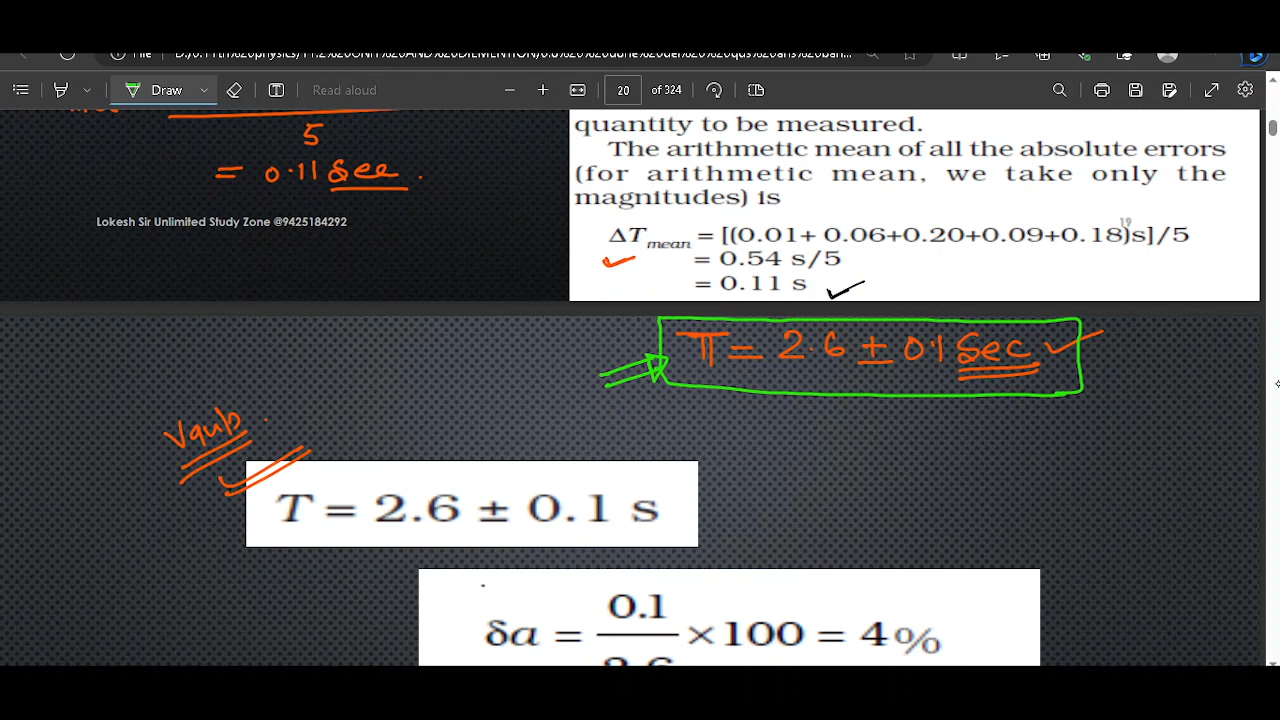 File
Draw
Read aloud
20 of 324
5
= 0.11 Sec.
Lokesh Sir Unlimited Study Zone @9425184292
quantity to be measured.
The arithmetic mean of all the absolute errors
(for arithmetic mean, we take only the
magnitudes) is
19
ΔTmean = [(0.01+ 0.06+0.20+0.09+0.18)s]/5
= 0.54 s/5
= 0.11 s
T = 2.6 ± 0.1 Sec
T = 2.6 ± 0.1 s
δa = 0.1
× 100 = 4%
2.6